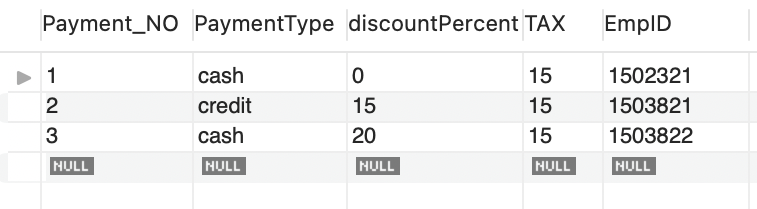 Payment_NO PaymentType discountPercent TAX EmpID
1 cash 0 15 1502321
2 credit 15 15 1503821
3 cash 20 15 1503822
NULL NULL NULL NULL NULL